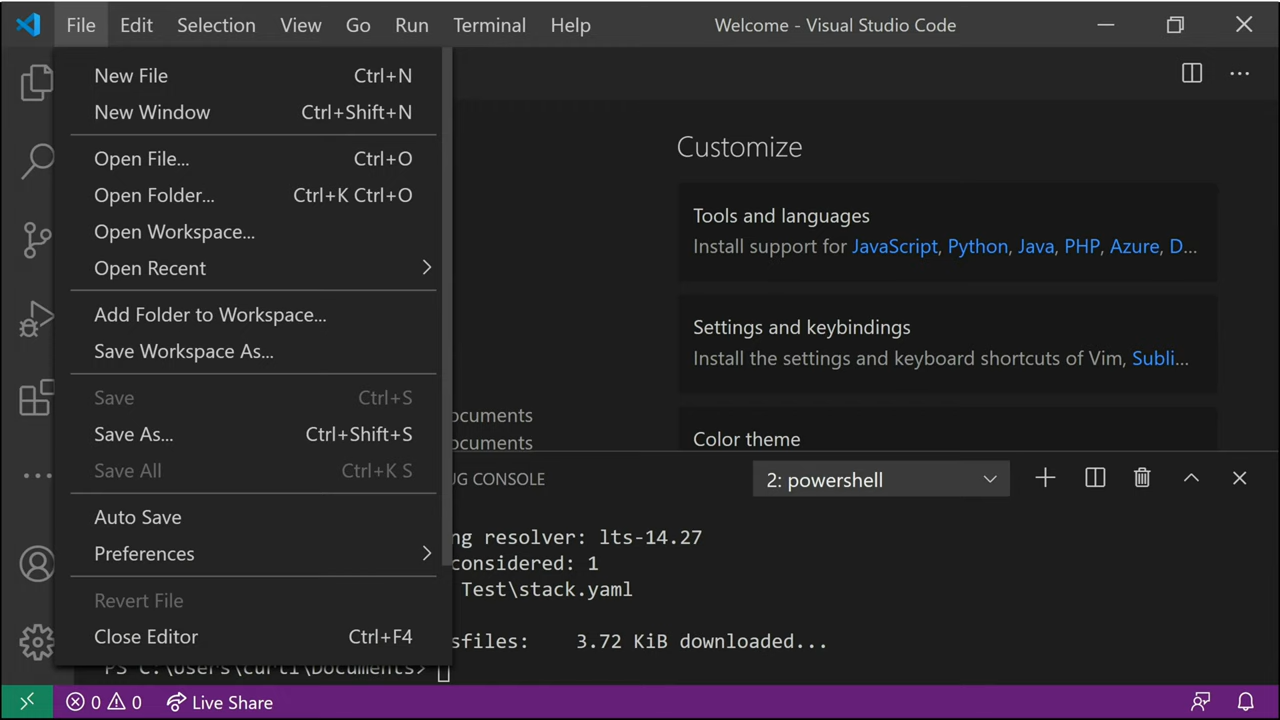 File Edit Selection View Go Run Terminal Help Welcome - Visual Studio Code
New File Ctrl+N
New Window Ctrl+Shift+N
Open File... Ctrl+O
Open Folder... Ctrl+K Ctrl+O
Open Workspace...
Open Recent
Add Folder to Workspace...
Save Workspace As...
Save Ctrl+S
Save As... Ctrl+Shift+S
Save All Ctrl+K S
Auto Save
Preferences
Revert File
Close Editor Ctrl+F4
Customize
Tools and languages
Install support for JavaScript, Python, Java, PHP, Azure, D...
Settings and keybindings
Install the settings and keyboard shortcuts of Vim, Subli...
Color theme
ocuments
ocuments
UG CONSOLE 2: powershell
ng resolver: lts-14.27
considered: 1
Test\stack.yaml
sfiles: 3.72 KiB downloaded...
PS C:\Users\curti\Documents>
0 0 Live Share